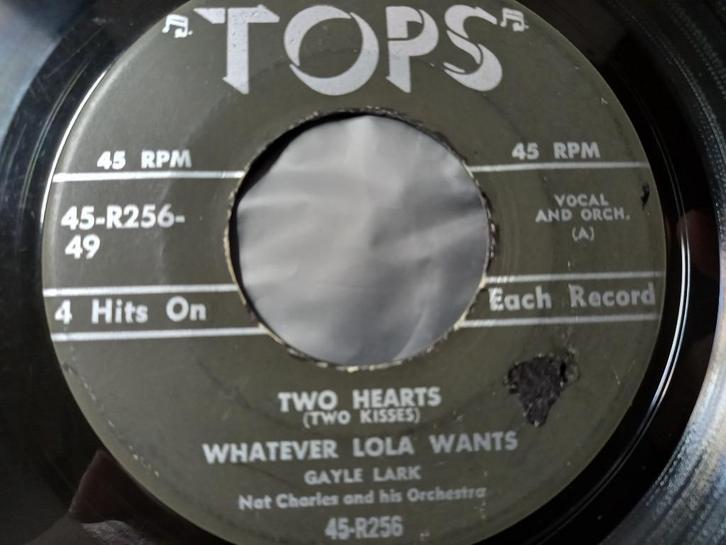 TOPS
45 RPM
45 RPM
45-R256-
49
VOCAL
AND ORCH.
(A)
4 Hits On
Each Record
TWO HEARTS
(TWO KISSES)
WHATEVER LOLA WANTS
GAYLE LARK
Nat Charles and his Orchestra
45-R256